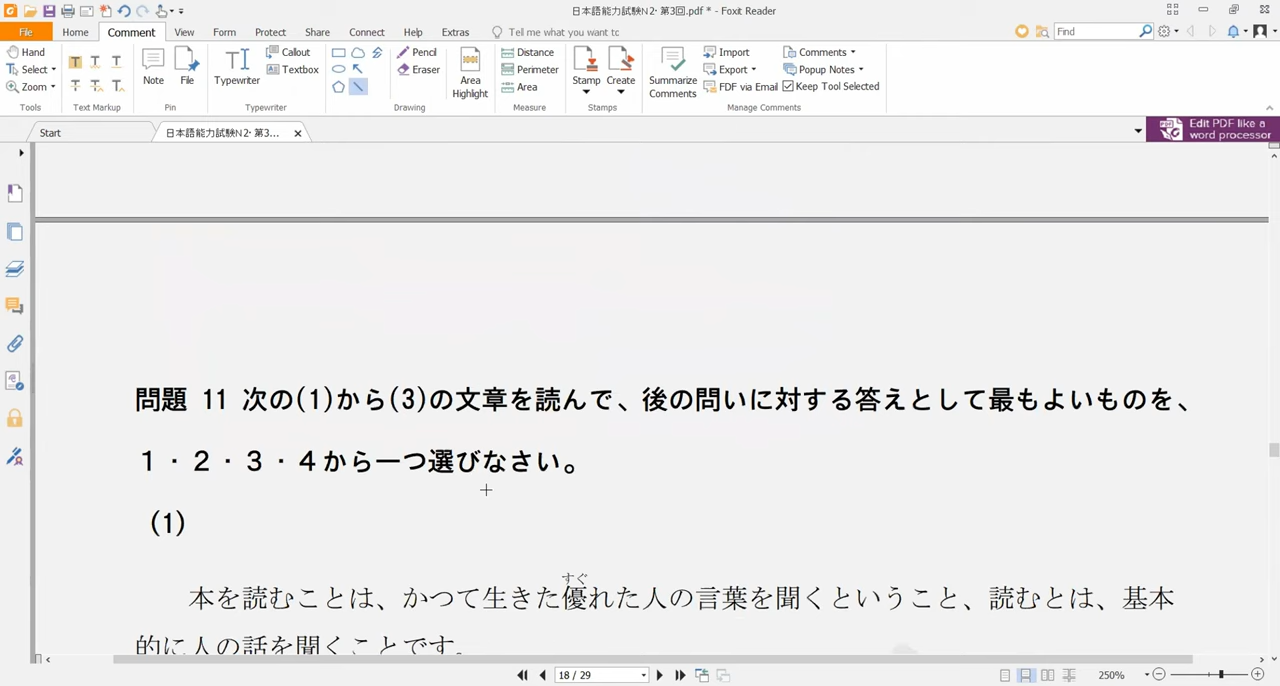 日本語能力試験N2· 第3回.pdf * - Foxit Reader
File Home Comment View Form Protect Share Connect Help Extras Tell me what you want to Find
Hand
Select
Zoom
Tools
Text Markup
Note
File
Pin
Typewriter
Callout
Textbox
Typewriter
Pencil
Eraser
Drawing
Area
Highlight
Distance
Perimeter
Area
Measure
Stamp
Create
Stamps
Summarize
Comments
Import
Export
FDF via Email
Comments
Popup Notes
Keep Tool Selected
Manage Comments
Start
日本語能力試験N2· 第3...
Edit PDF like a
word processor
問題 11 次の(1)から(3)の文章を読んで、後の問いに対する答えとして最もよいものを、
1・2・3・4から一つ選びなさい。
(1)
すぐ
本を読むことは、かつて生きた優れた人の言葉を聞くということ、読むとは、基本
的に人の話を聞くことです。
18 / 29
250%